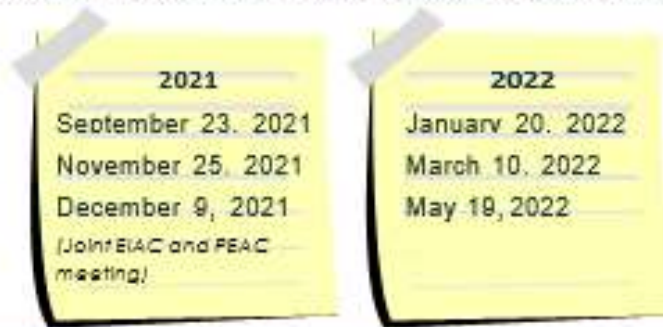 2021
September 23. 2021
November 25. 2021
December 9, 2021
(Joint EIAC and PEAC
meeting)
2022
January 20. 2022
March 10. 2022
May 19, 2022